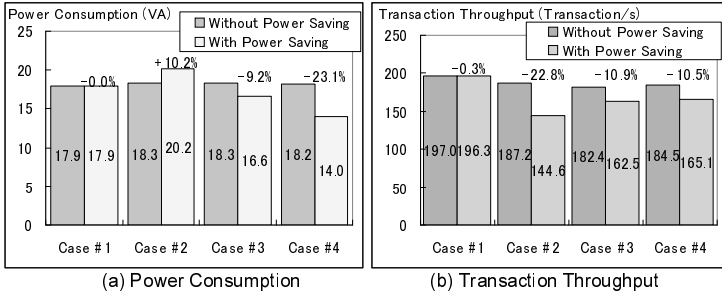 Power Consumption (VA)
Without Power Saving
With Power Saving
25
20
15
10
5
0
-0.0%
+10.2%
-9.2%
-23.1%
17.9 17.9 18.3 20.2 18.3 16.6 18.2 14.0
Case #1 Case #2 Case #3 Case #4
(a) Power Consumption
Transaction Throughput (Transaction/s)
Without Power Saving
With Power Saving
250
200
150
100
50
0
-0.3%
-22.8%
-10.9%
-10.5%
197.0 196.3 187.2 144.6 182.4 162.5 184.5 165.1
Case #1 Case #2 Case #3 Case #4
(b) Transaction Throughput